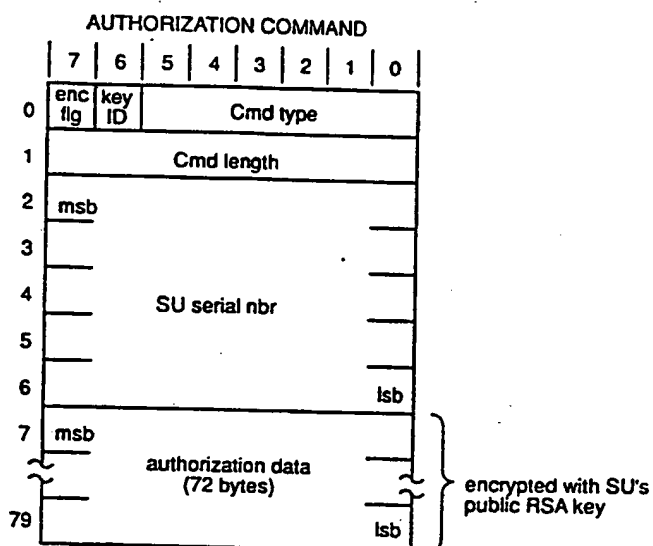 AUTHORIZATION COMMAND
7 6 5 4 3 2 1 0
0 enc flg key ID Cmd type
1 Cmd length
2 msb
3
4 SU serial nbr
5
6 lsb
7 msb
authorization data
(72 bytes)
encrypted with SU's
public RSA key
79 lsb